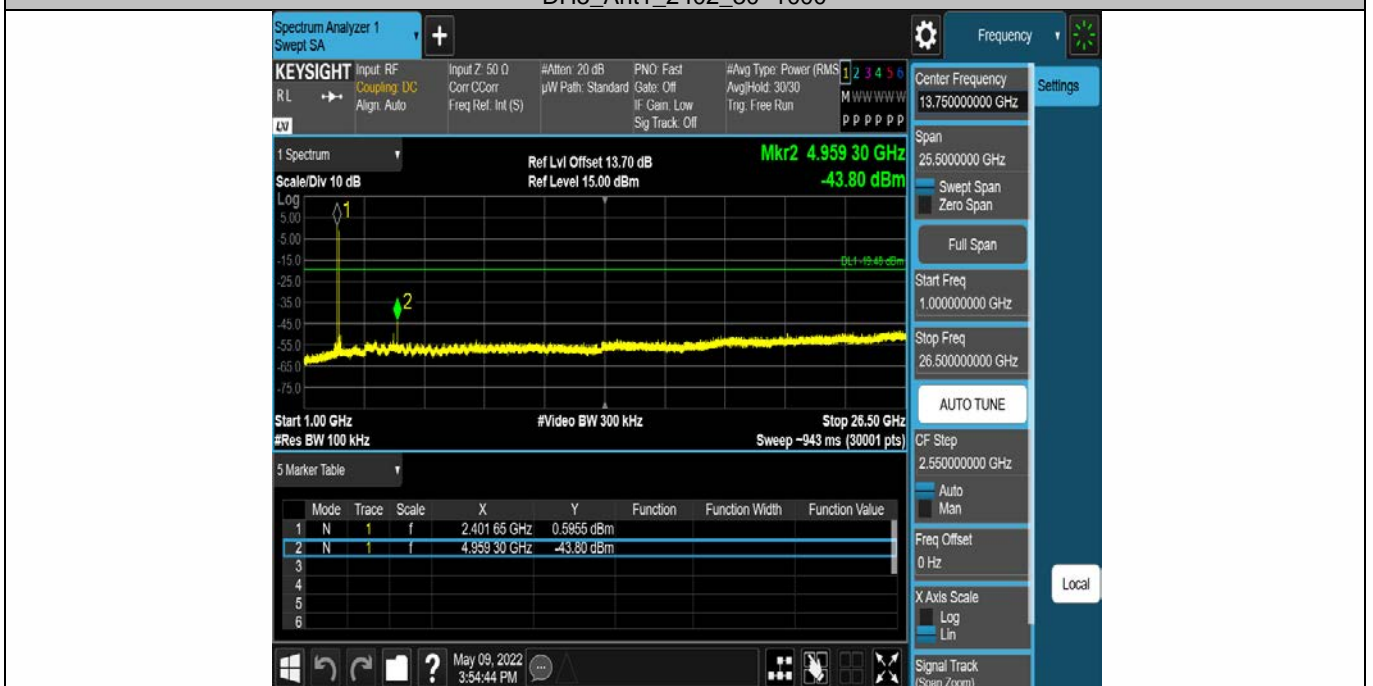 Spectrum Analyzer 1
Swept SA
+
Frequency
KEYSIGHT Input: RF Input Z: 50 Ω #Atten: 20 dB PNO: Fast #Avg Type: Power (RMS 1 2 3 4 5 6
RL Coupling: DC Corr CCorr µW Path: Standard Gate: Off Avg|Hold: 30/30 M W W W W W
Align: Auto Freq Ref: Int (S) IF Gain: Low Trig: Free Run
LXI Sig Track: Off P P P P P P
Center Frequency
13.750000000 GHz
Settings
1 Spectrum
Ref Lvl Offset 13.70 dB
Mkr2 4.959 30 GHz
Scale/Div 10 dB
Ref Level 15.00 dBm
-43.80 dBm
Log
5.00
-5.00
-15.0
-25.0
-35.0
-45.0
-55.0
-65.0
-75.0
1
2
Start 1.00 GHz #Video BW 300 kHz Stop 26.50 GHz
#Res BW 100 kHz Sweep ~943 ms (30001 pts)
Span
25.5000000 GHz
Swept Span
Zero Span
Full Span
Start Freq
1.000000000 GHz
Stop Freq
26.500000000 GHz
AUTO TUNE
CF Step
2.550000000 GHz
Auto
Man
Freq Offset
0 Hz
X Axis Scale
Log
Lin
Signal Track
(Span Zoom)
Local
5 Marker Table
Mode Trace Scale X Y Function Function Width Function Value
1 N 1 f 2.401 65 GHz 0.5955 dBm
2 N 1 f 4.959 30 GHz -43.80 dBm
3
4
5
6
? May 09, 2022
3:54:44 PM